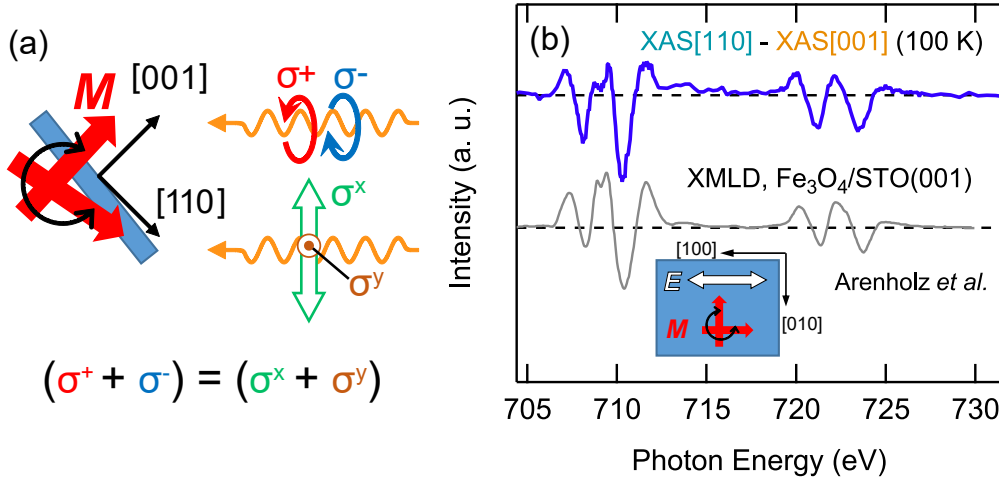 (a)
M
[001]
[110]
σ+
σ-
σx
σy
(σ+ + σ-) = (σx + σy)
(b)
XAS[110] - XAS[001] (100 K)
XMLD, Fe3O4/STO(001)
[100]
E
M
[010]
Arenholz et al.
Intensity (a. u.)
705
710
715
720
725
730
Photon Energy (eV)